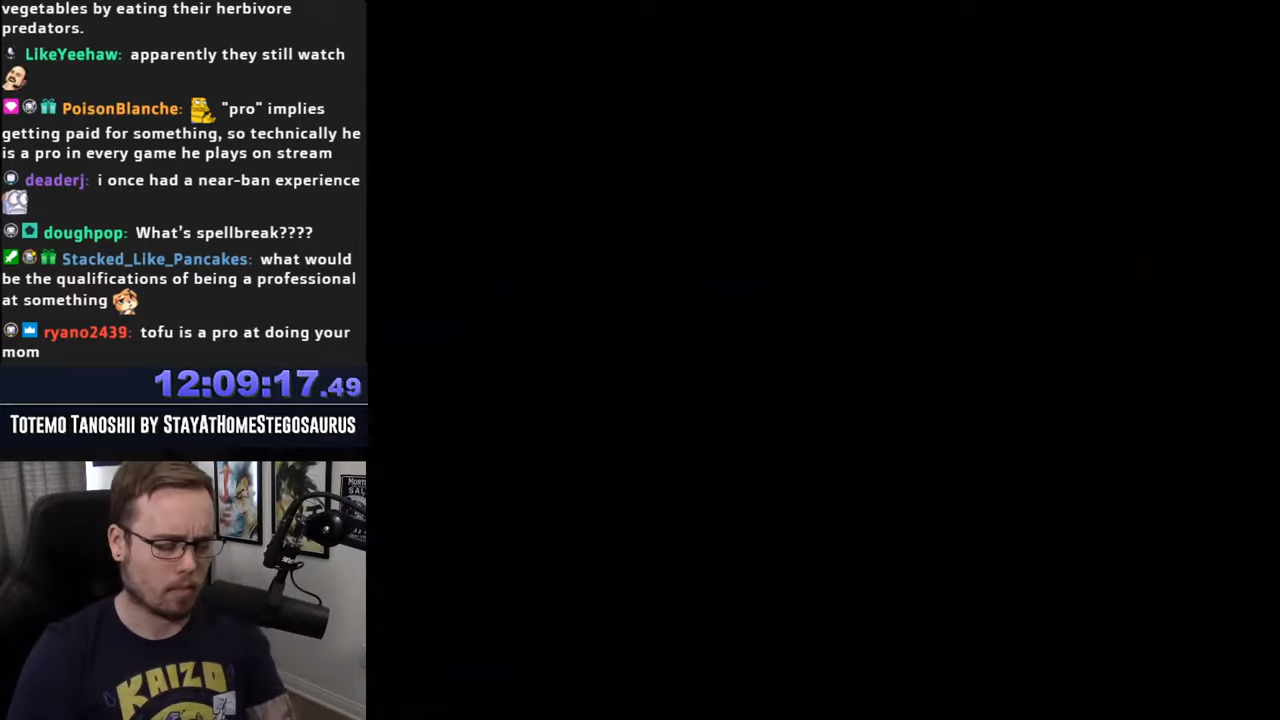 vegetables by eating their herbivore
predators.
LikeYeehaw: apparently they still watch
PoisonBlanche: "pro" implies
getting paid for something, so technically he
is a pro in every game he plays on stream
deaderj: i once had a near-ban experience
doughpop: What's spellbreak????
Stacked_Like_Pancakes: what would
be the qualifications of being a professional
at something
ryano2439: tofu is a pro at doing your
mom
12:09:17.49
Totemo Tanoshii by StayAtHomeStegosaurus
KAIZO